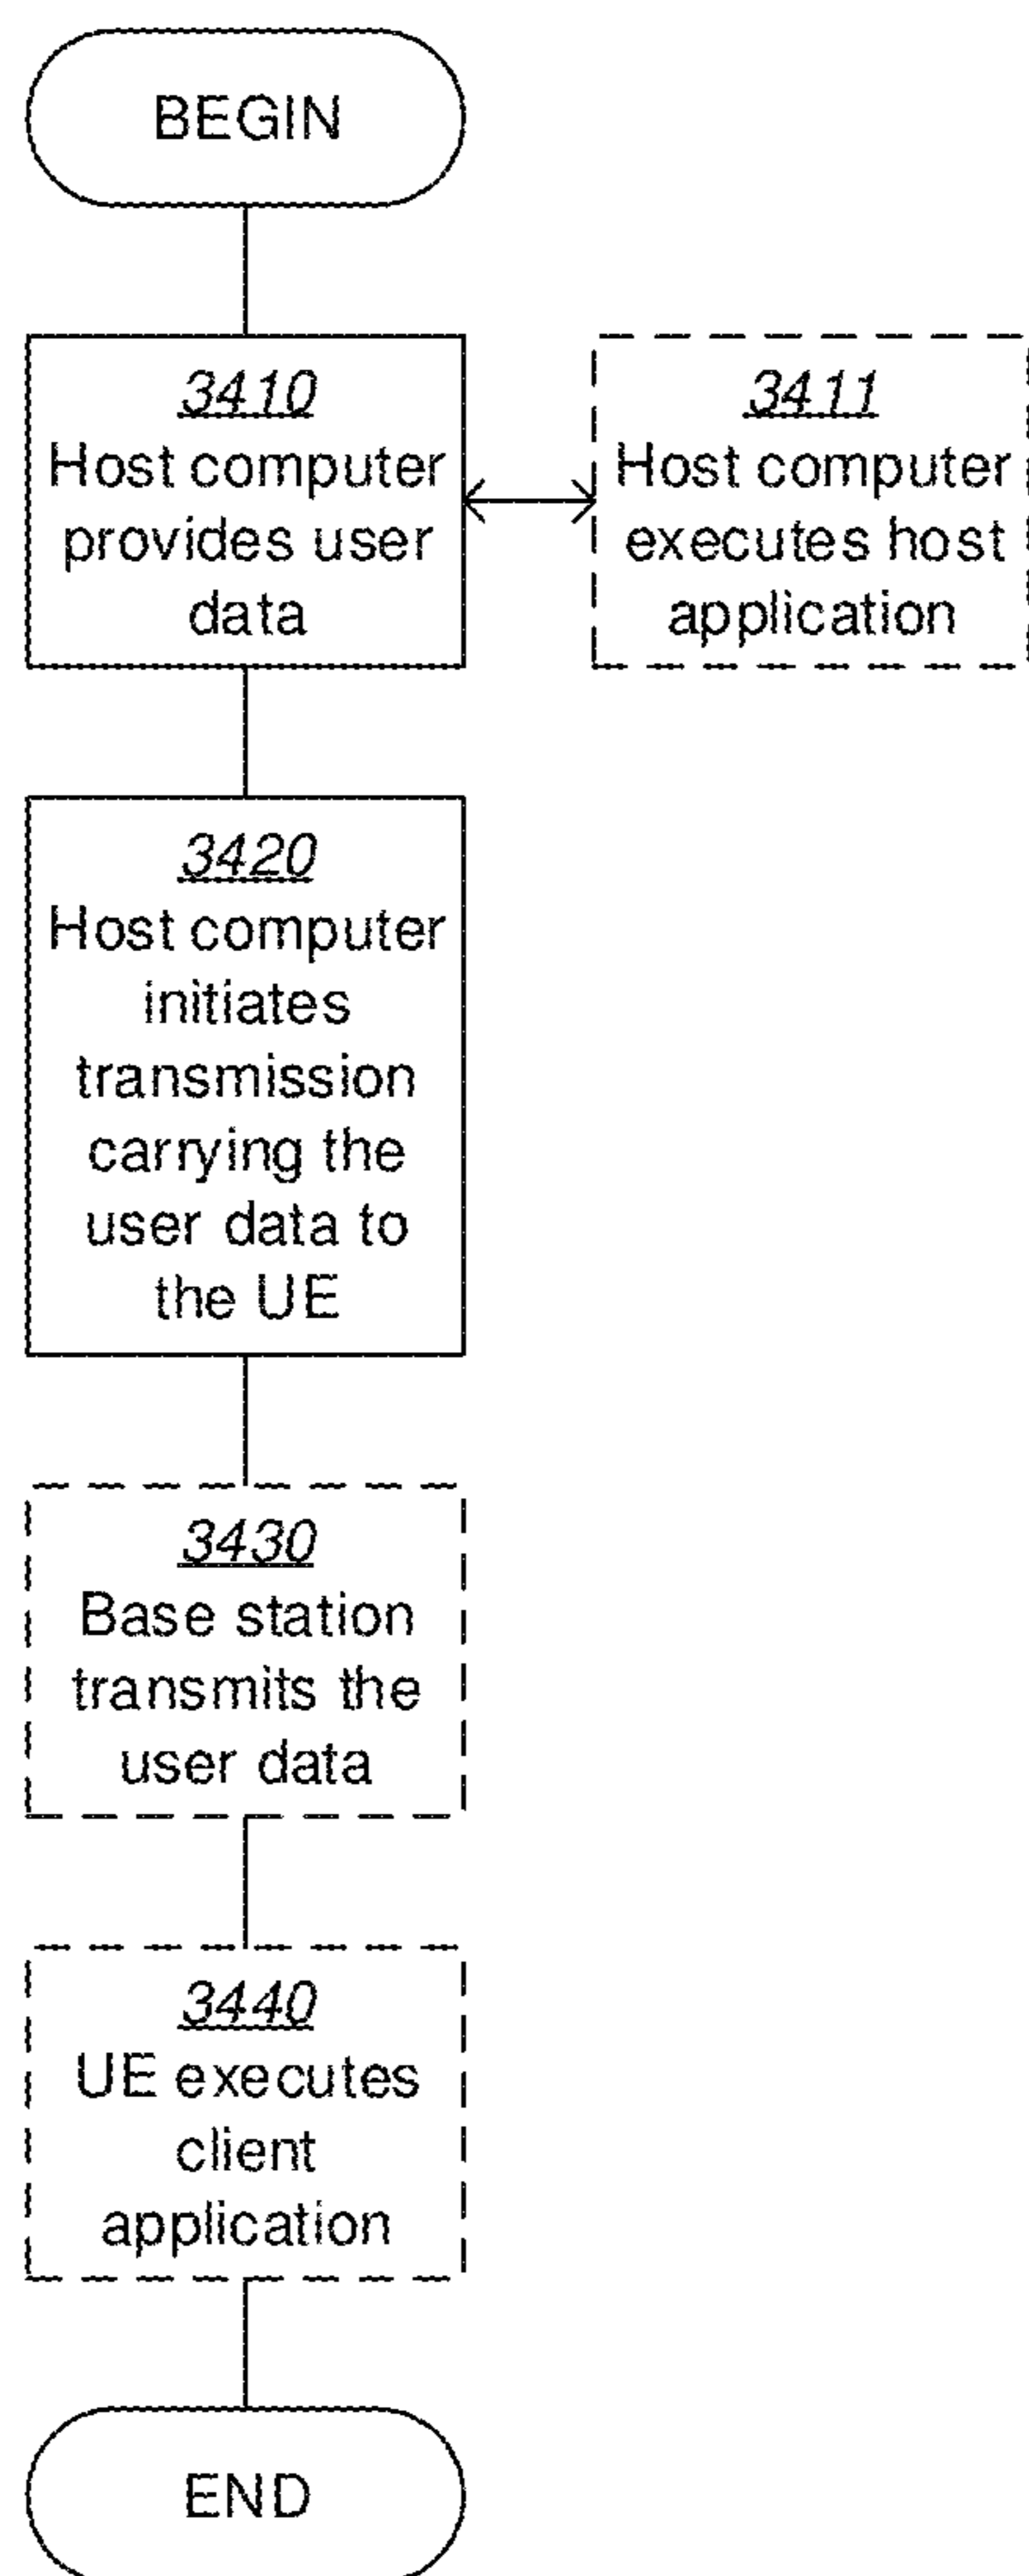 BEGIN
3410
Host computer
provides user
data
3411
Host computer
executes host
application
3420
Host computer
initiates
transmission
carrying the
user data to
the UE
3430
Base station
transmits the
user data
3440
UE executes
client
application
END